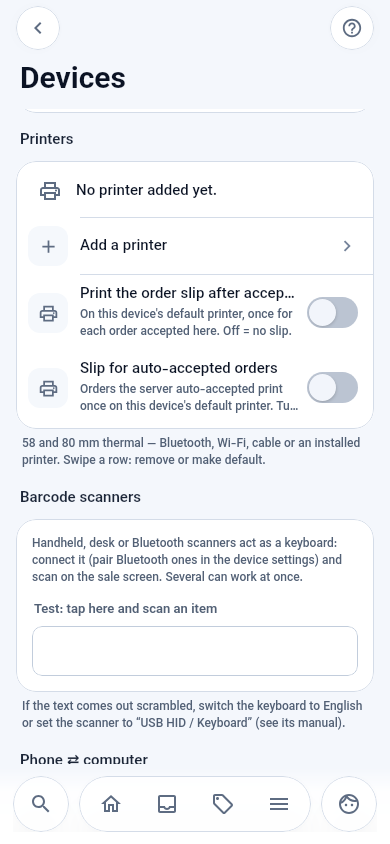 Devices
Printers
No printer added yet.
Add a printer
Print the order slip after accep…
On this device's default printer, once for
each order accepted here. Off = no slip.
Slip for auto-accepted orders
Orders the server auto-accepted print
once on this device's default printer. Tu…
58 and 80 mm thermal — Bluetooth, Wi-Fi, cable or an installed
printer. Swipe a row: remove or make default.
Barcode scanners
Handheld, desk or Bluetooth scanners act as a keyboard:
connect it (pair Bluetooth ones in the device settings) and
scan on the sale screen. Several can work at once.
Test: tap here and scan an item
If the text comes out scrambled, switch the keyboard to English
or set the scanner to “USB HID / Keyboard” (see its manual).
Phone ⇄ computer